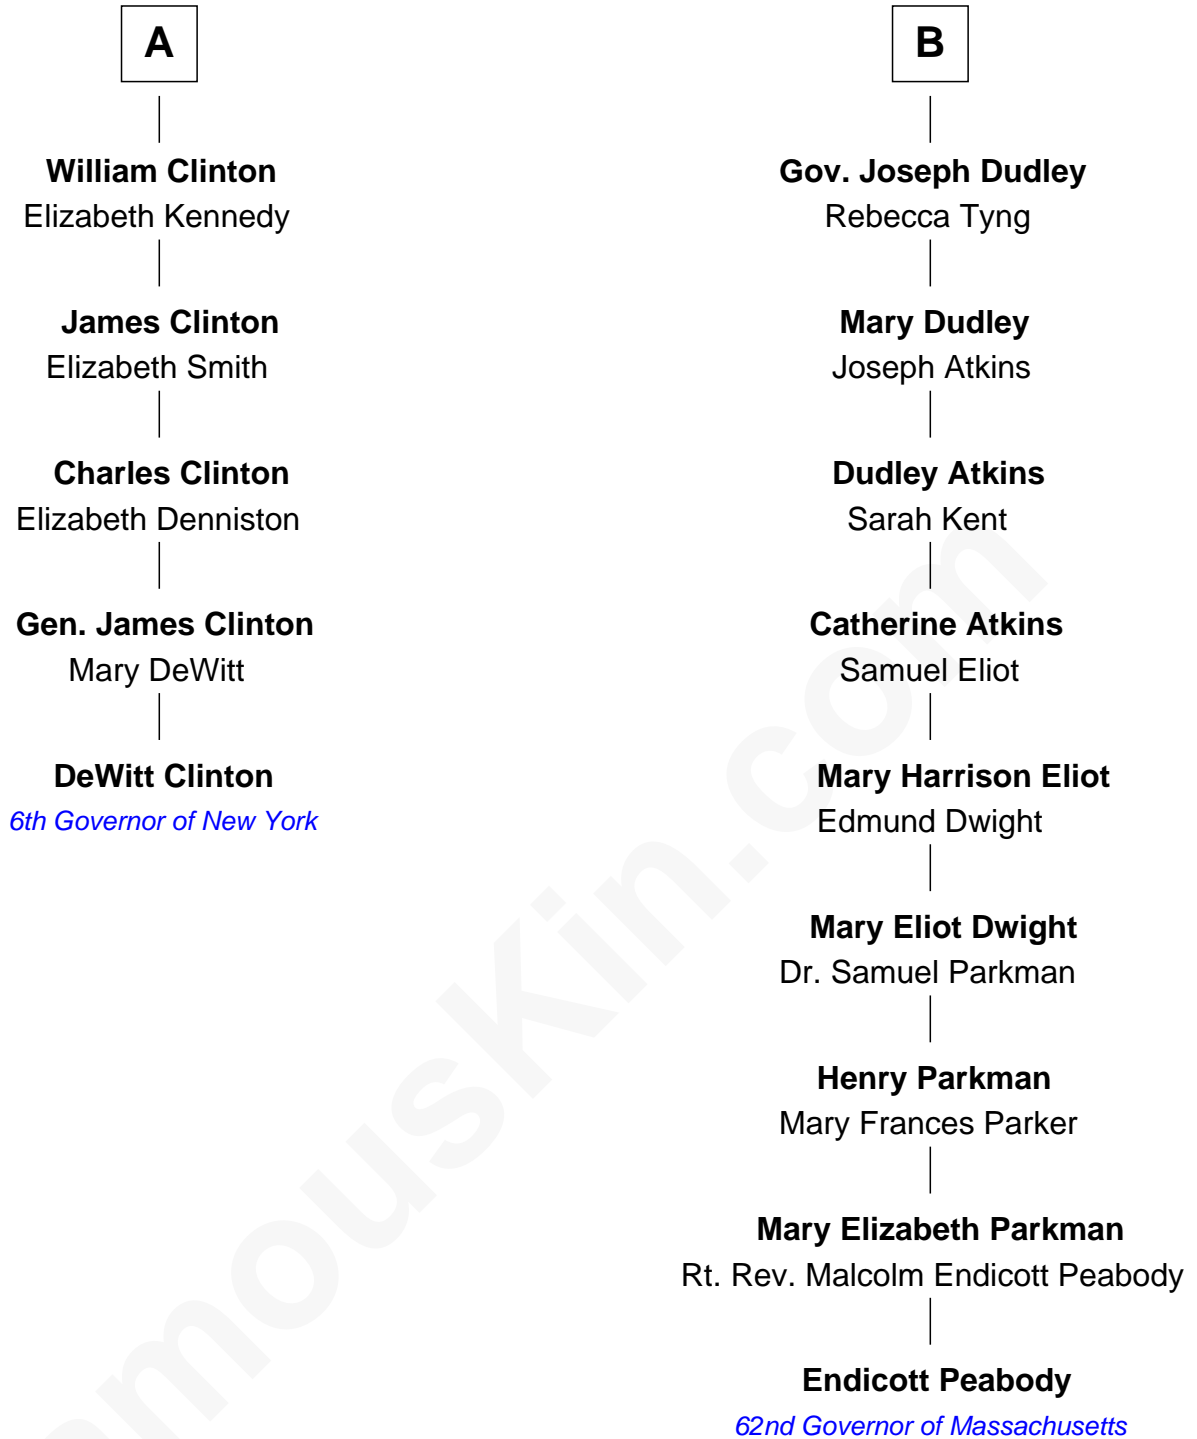 A
William Clinton
Elizabeth Kennedy
James Clinton
Elizabeth Smith
Charles Clinton
Elizabeth Denniston
Gen. James Clinton
Mary DeWitt
DeWitt Clinton
6th Governor of New York
B
Gov. Joseph Dudley
Rebecca Tyng
Mary Dudley
Joseph Atkins
Dudley Atkins
Sarah Kent
Catherine Atkins
Samuel Eliot
Mary Harrison Eliot
Edmund Dwight
Mary Eliot Dwight
Dr. Samuel Parkman
Henry Parkman
Mary Frances Parker
Mary Elizabeth Parkman
Rt. Rev. Malcolm Endicott Peabody
Endicott Peabody
62nd Governor of Massachusetts
amouskin.com